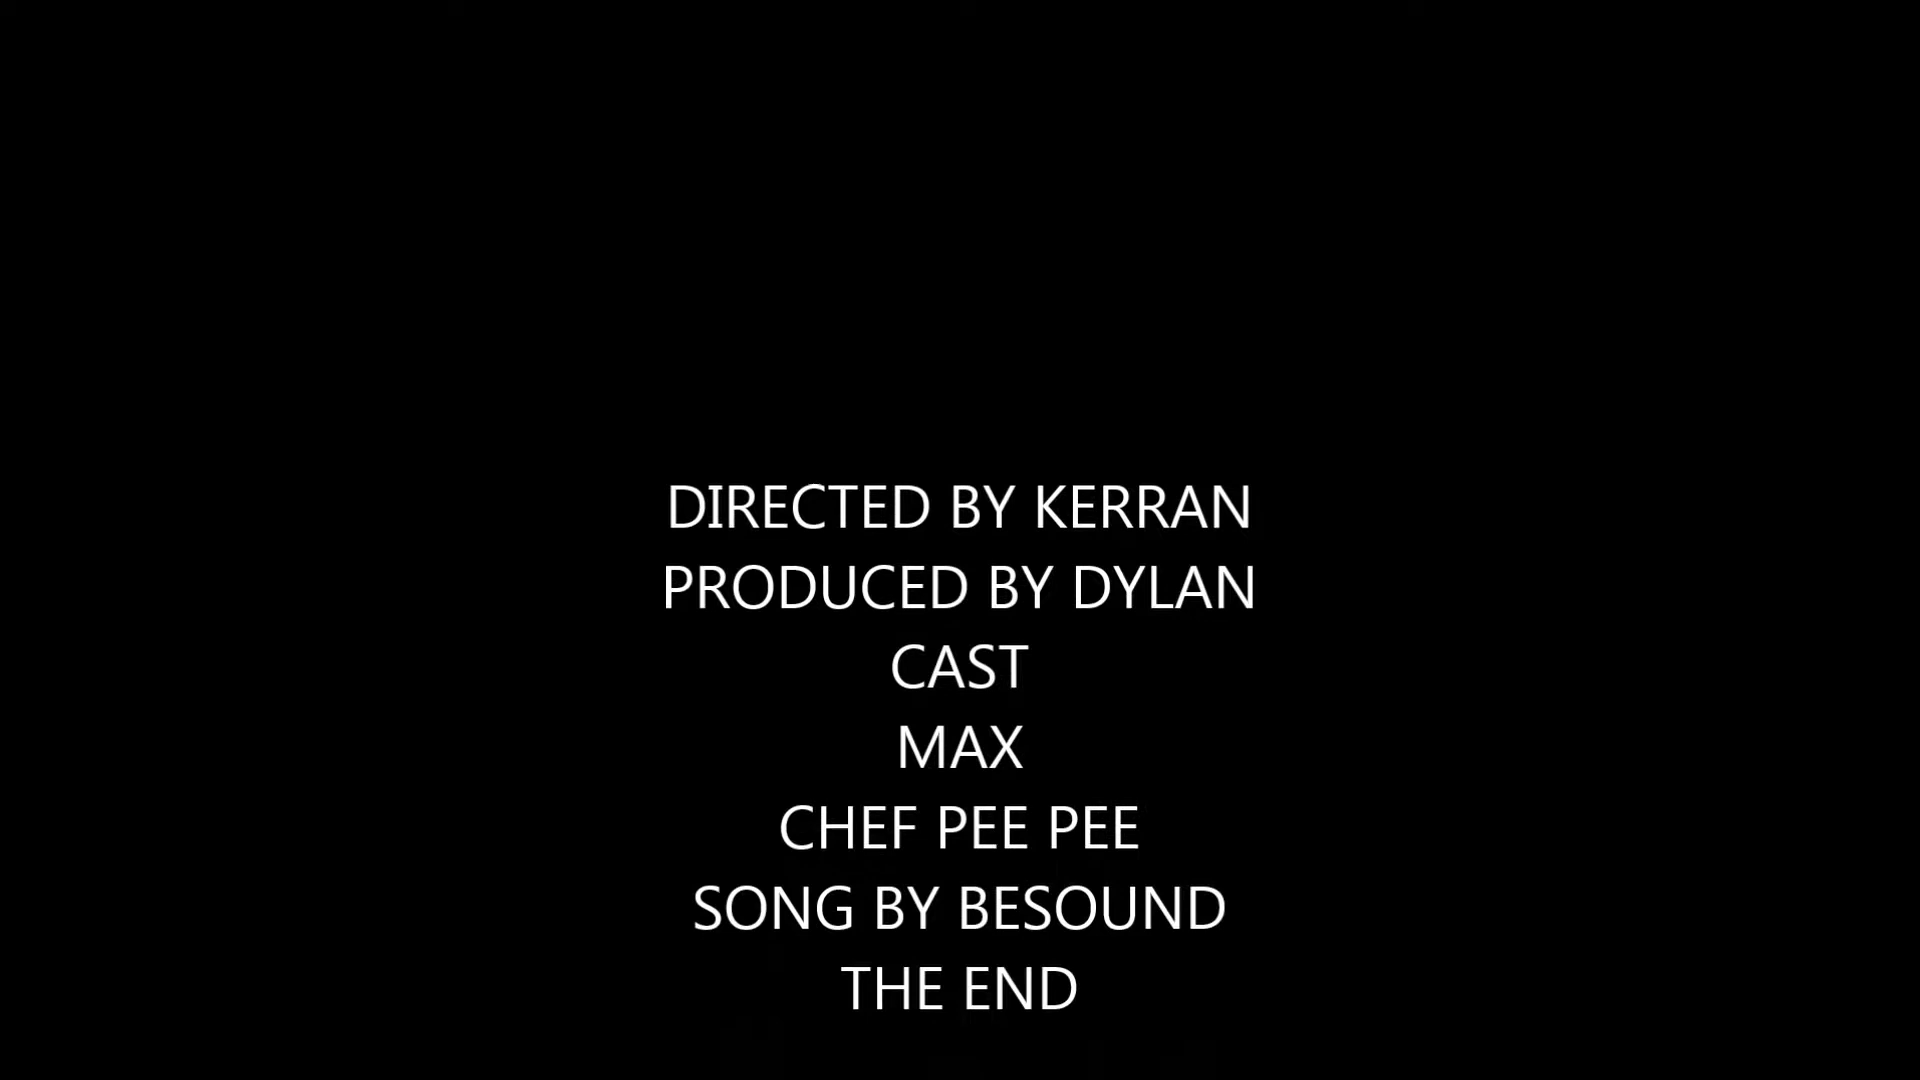 DIRECTED BY KERRAN
PRODUCED BY DYLAN
CAST
MAX
CHEF PEE PEE
SONG BY BESOUND
THE END